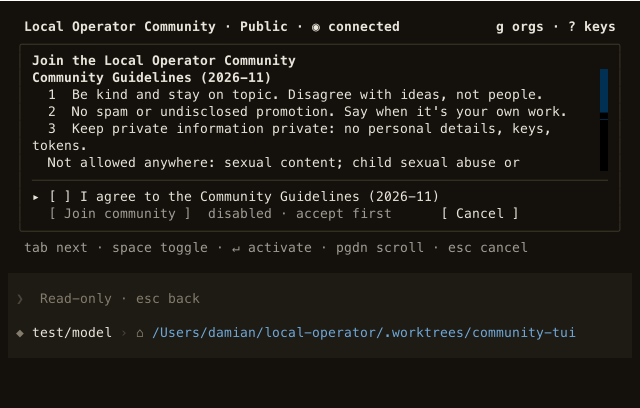 Local Operator Community · Public · ◉ connected g orgs · ? keys
Join the Local Operator Community
Community Guidelines (2026-11)
1 Be kind and stay on topic. Disagree with ideas, not people.
2 No spam or undisclosed promotion. Say when it's your own work.
3 Keep private information private: no personal details, keys,
tokens.
Not allowed anywhere: sexual content; child sexual abuse or
▸ [ ] I agree to the Community Guidelines (2026-11)
[ Join community ] disabled · accept first [ Cancel ]
tab next · space toggle · ↵ activate · pgdn scroll · esc cancel
❯ Read-only · esc back
◆ test/model › ⌂ /Users/damian/local-operator/.worktrees/community-tui